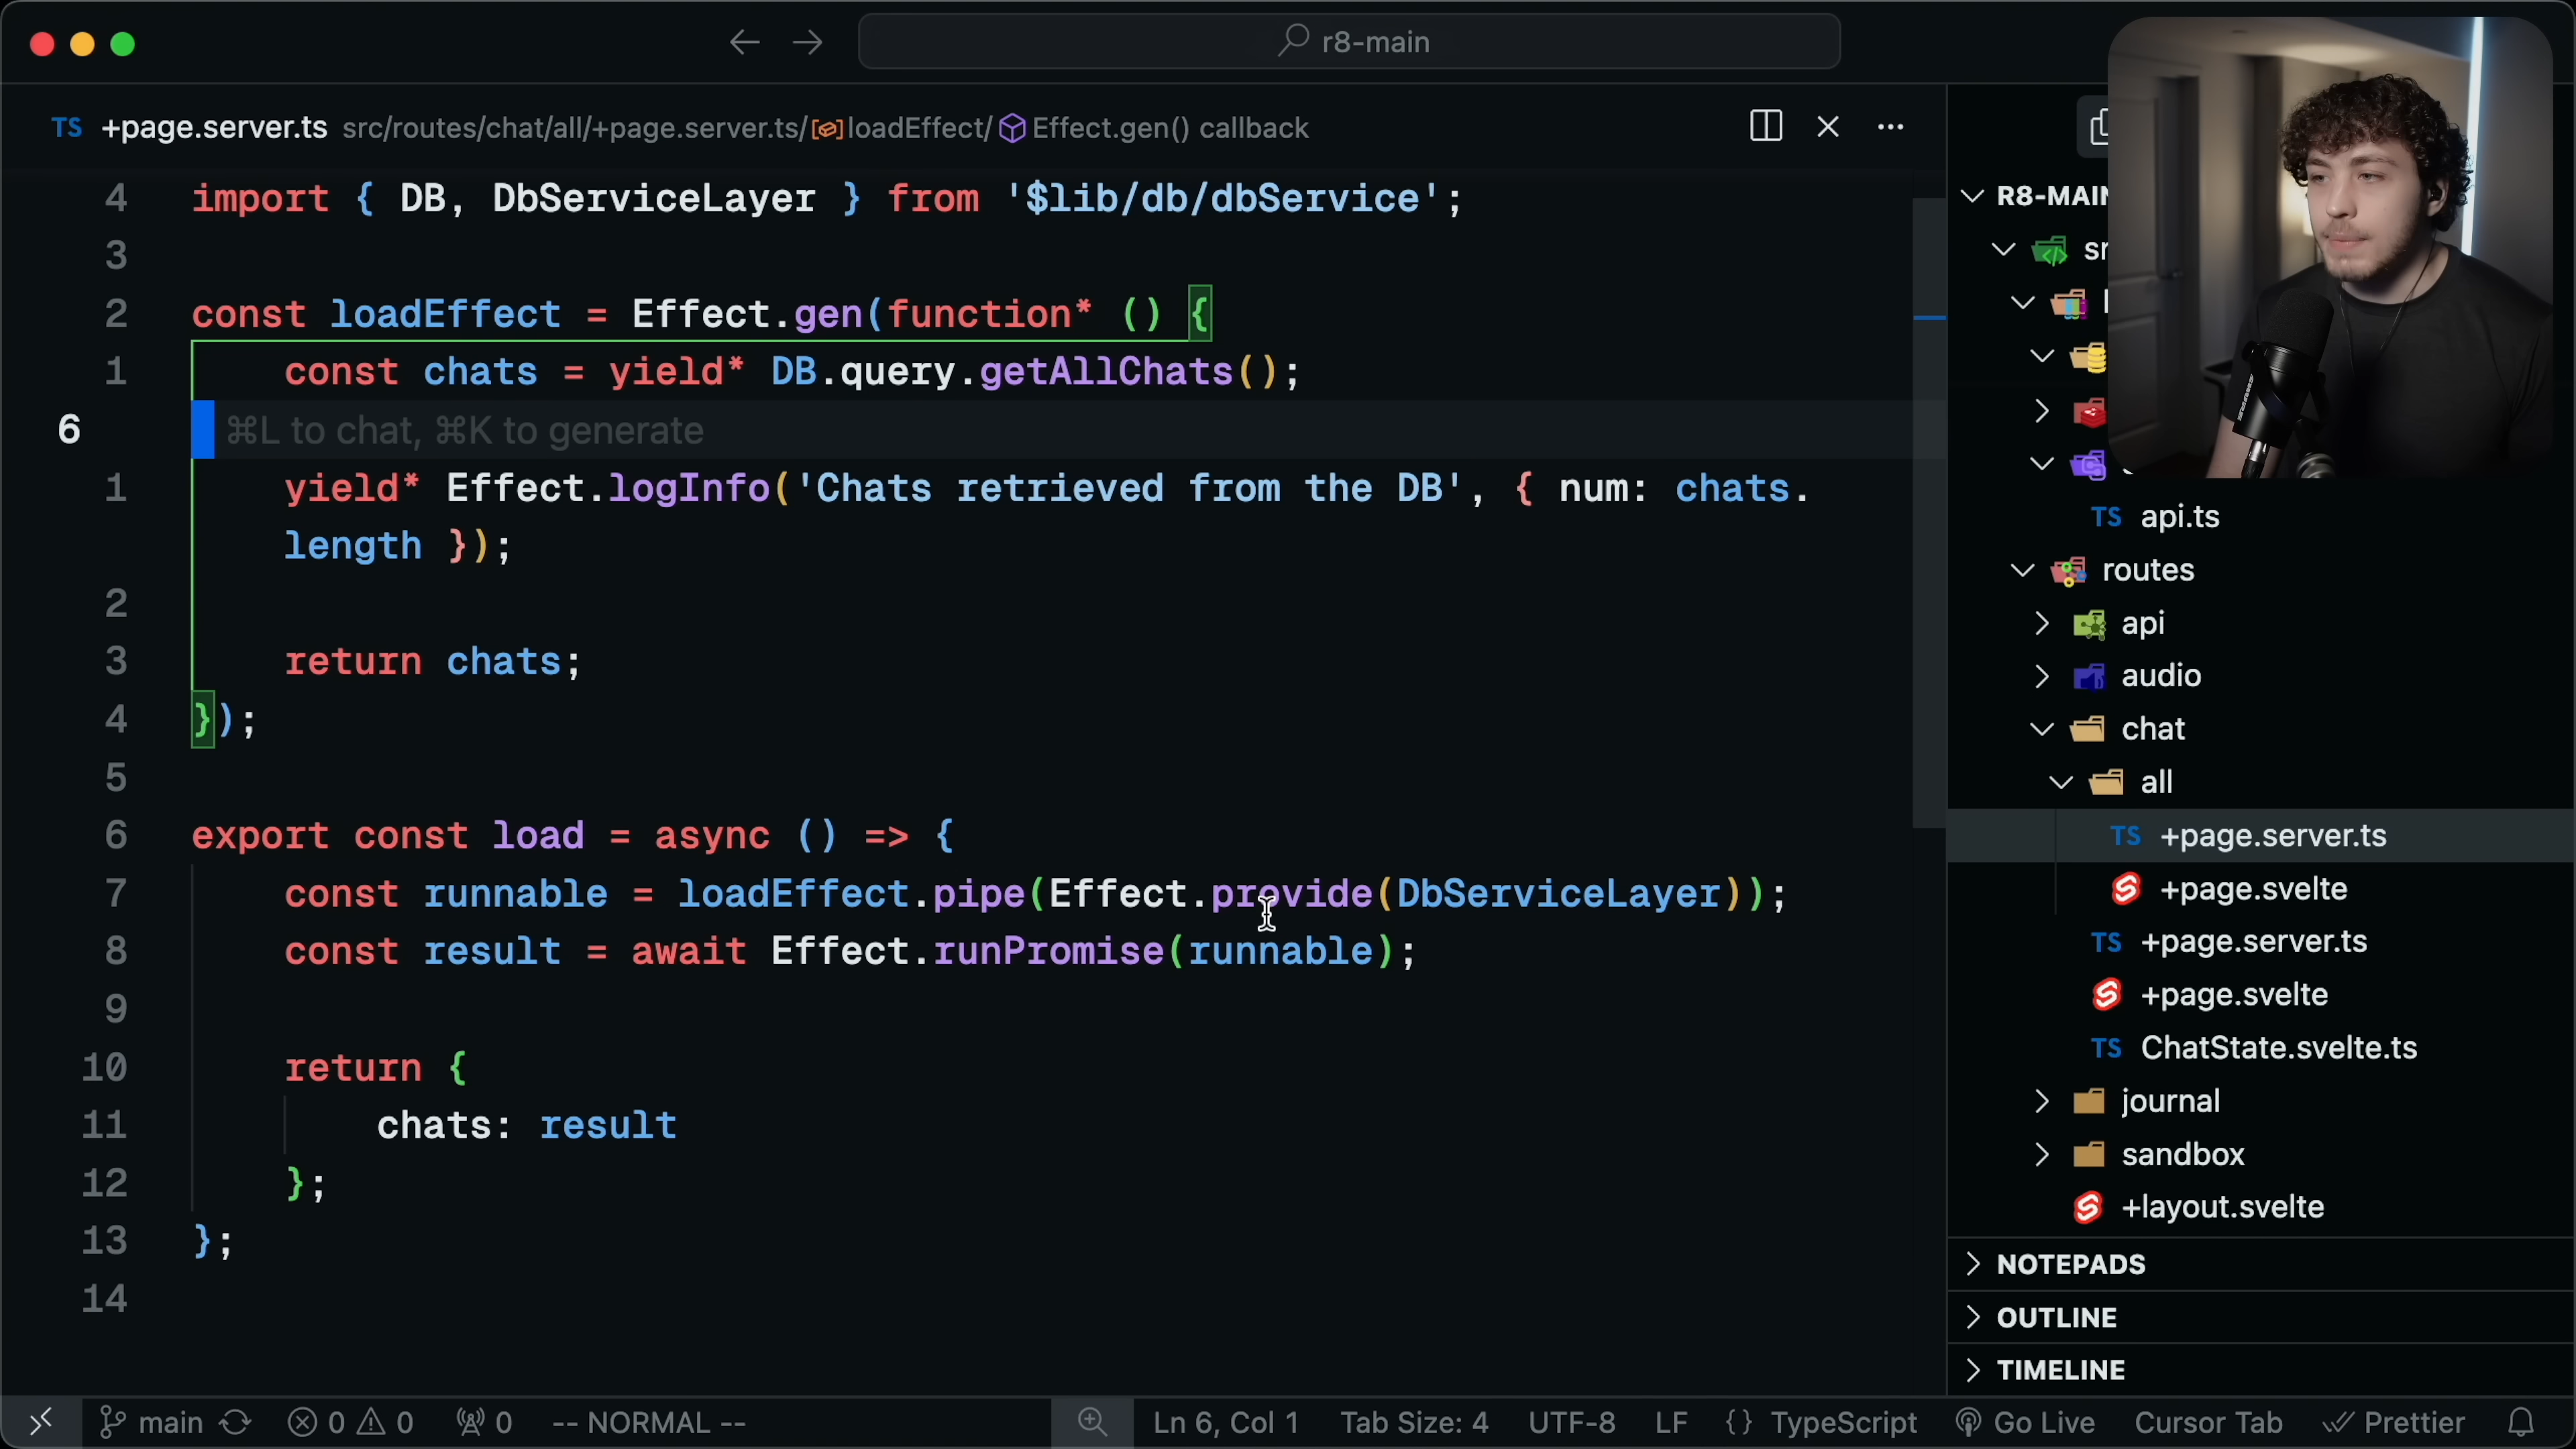 r8-main
TS +page.server.ts src/routes/chat/all/+page.server.ts/loadEffect/Effect.gen() callback
4 import { DB, DbServiceLayer } from '$lib/db/dbService';
3
2 const loadEffect = Effect.gen(function* () {
1 const chats = yield* DB.query.getAllChats();
6 ⌘L to chat, ⌘K to generate
1 yield* Effect.logInfo('Chats retrieved from the DB', { num: chats.
length });
2
3 return chats;
4 });
5
6 export const load = async () => {
7 const runnable = loadEffect.pipe(Effect.provide(DbServiceLayer));
8 const result = await Effect.runPromise(runnable);
9
10 return {
11 chats: result
12 };
13 };
14
TS api.ts
routes
api
audio
chat
all
TS +page.server.ts
+page.svelte
TS +page.server.ts
+page.svelte
TS ChatState.svelte.ts
journal
sandbox
+layout.svelte
NOTEPADS
OUTLINE
TIMELINE
main 0 0 0 -- NORMAL -- Ln 6, Col 1 Tab Size: 4 UTF-8 LF {} TypeScript Go Live Cursor Tab Prettier